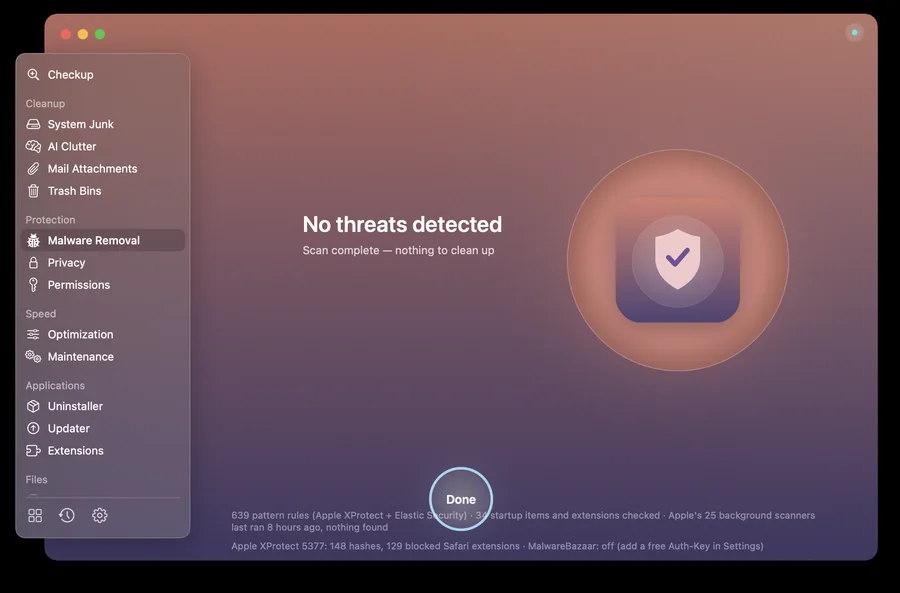 Checkup
Cleanup
System Junk
AI Clutter
Mail Attachments
Trash Bins
Protection
Malware Removal
Privacy
Permissions
Speed
Optimization
Maintenance
Applications
Uninstaller
Updater
Extensions
Files
No threats detected
Scan complete — nothing to clean up
Done
639 pattern rules (Apple XProtect + Elastic Security) · 34 startup items and extensions checked · Apple's 25 background scanners
last ran 8 hours ago, nothing found
Apple XProtect 5377: 148 hashes, 129 blocked Safari extensions · MalwareBazaar: off (add a free Auth-Key in Settings)